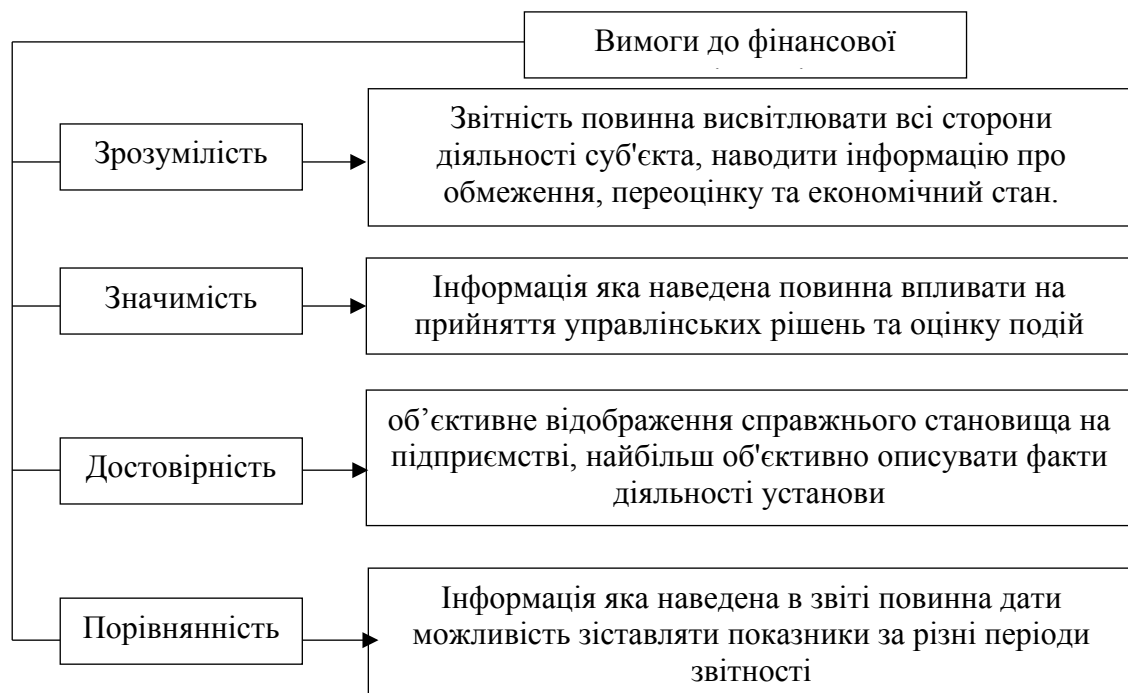 Вимоги до фінансової
Зрозумілість
Звітність повинна висвітлювати всі сторони
діяльності суб'єкта, наводити інформацію про
обмеження, переоцінку та економічний стан.
Значимість
Інформація яка наведена повинна впливати на
прийняття управлінських рішень та оцінку подій
Достовірність
об’єктивне відображення справжнього становища на
підприємстві, найбільш об'єктивно описувати факти
діяльності установи
Порівнянність
Інформація яка наведена в звіті повинна дати
можливість зіставляти показники за різні періоди
звітності